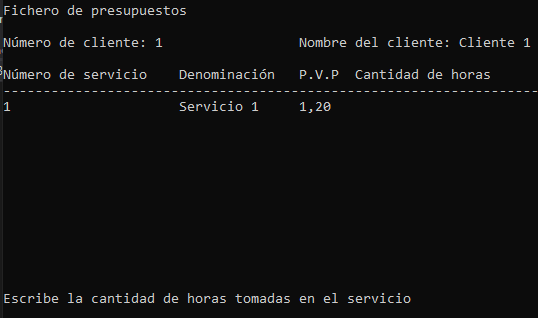 Fichero de presupuestos
Número de cliente: 1 Nombre del cliente: Cliente 1
Número de servicio Denominación P.V.P Cantidad de horas
--------------------------------------------------------------------
1 Servicio 1 1,20
Escribe la cantidad de horas tomadas en el servicio